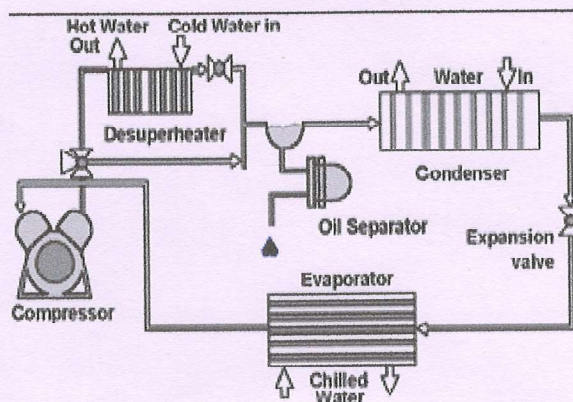 Hot Water
Out
Cold Water in
Desuperheater
Out
Water
In
Condenser
Oil Separator
Expansion
valve
Compressor
Evaporator
Chilled
Water